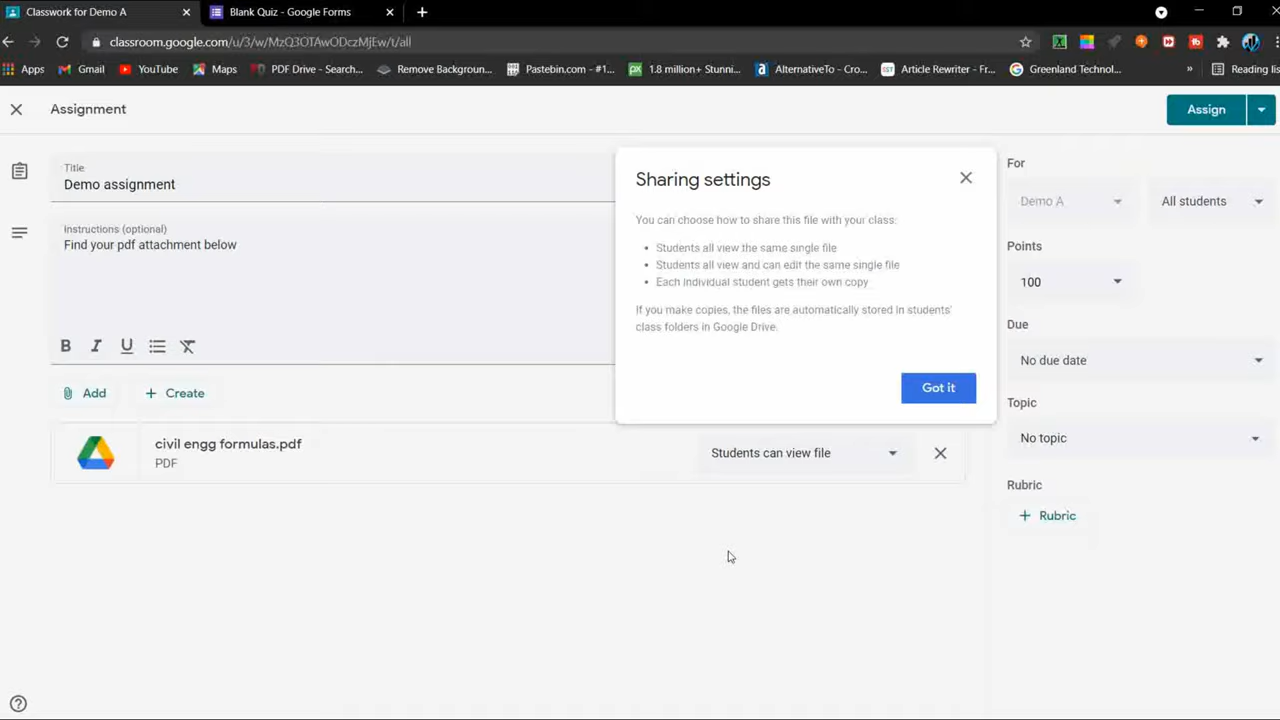 Classwork for Demo A
Blank Quiz - Google Forms
classroom.google.com/u/3/w/MzQ3OTAwODczMjEw/t/all
Apps
Gmail
YouTube
Maps
PDF Drive - Search...
Remove Backgroun...
Pastebin.com - #1...
1.8 million+ Stunni...
AlternativeTo - Cro...
Article Rewriter - Fr...
Greenland Technol...
»
Reading list
Assignment
Assign
Title
Demo assignment
Instructions (optional)
Find your pdf attachment below
B I U
Add
+ Create
civil engg formulas.pdf
PDF
Students can view file
Sharing settings
You can choose how to share this file with your class:
• Students all view the same single file
• Students all view and can edit the same single file
• Each individual student gets their own copy
If you make copies, the files are automatically stored in students'
class folders in Google Drive.
Got it
For
Demo A
All students
Points
100
Due
No due date
Topic
No topic
Rubric
+ Rubric